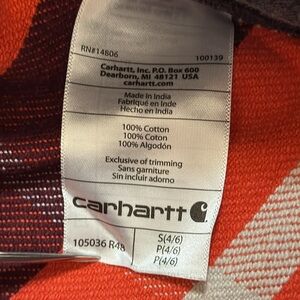 RN#14806 100139
Carhartt, Inc. P.O. Box 600
Dearborn, MI 48121 USA
carhartt.com
Made in India
Fabriqué en Inde
Hecho en India
100% Cotton
100% Cotton
100% Algodón
Exclusive of trimming
Sans garniture
Sin incluir adorno
carhartt
105036 R48 S(4/6)
P(4/6)
P(4/6)